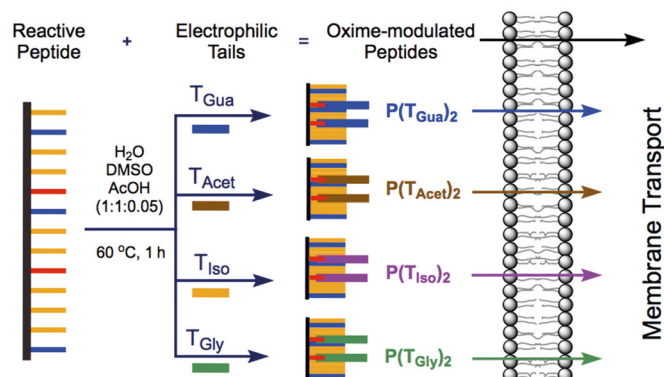 Reactive
Peptide
+
Electrophilic
Tails
=
Oxime-modulated
Peptides
H2O
DMSO
AcOH
(1:1:0.05)
60 °C, 1 h
TGua
P(TGua)2
TAcet
P(TAcet)2
TIso
P(TIso)2
TGly
P(TGly)2
Membrane Transport